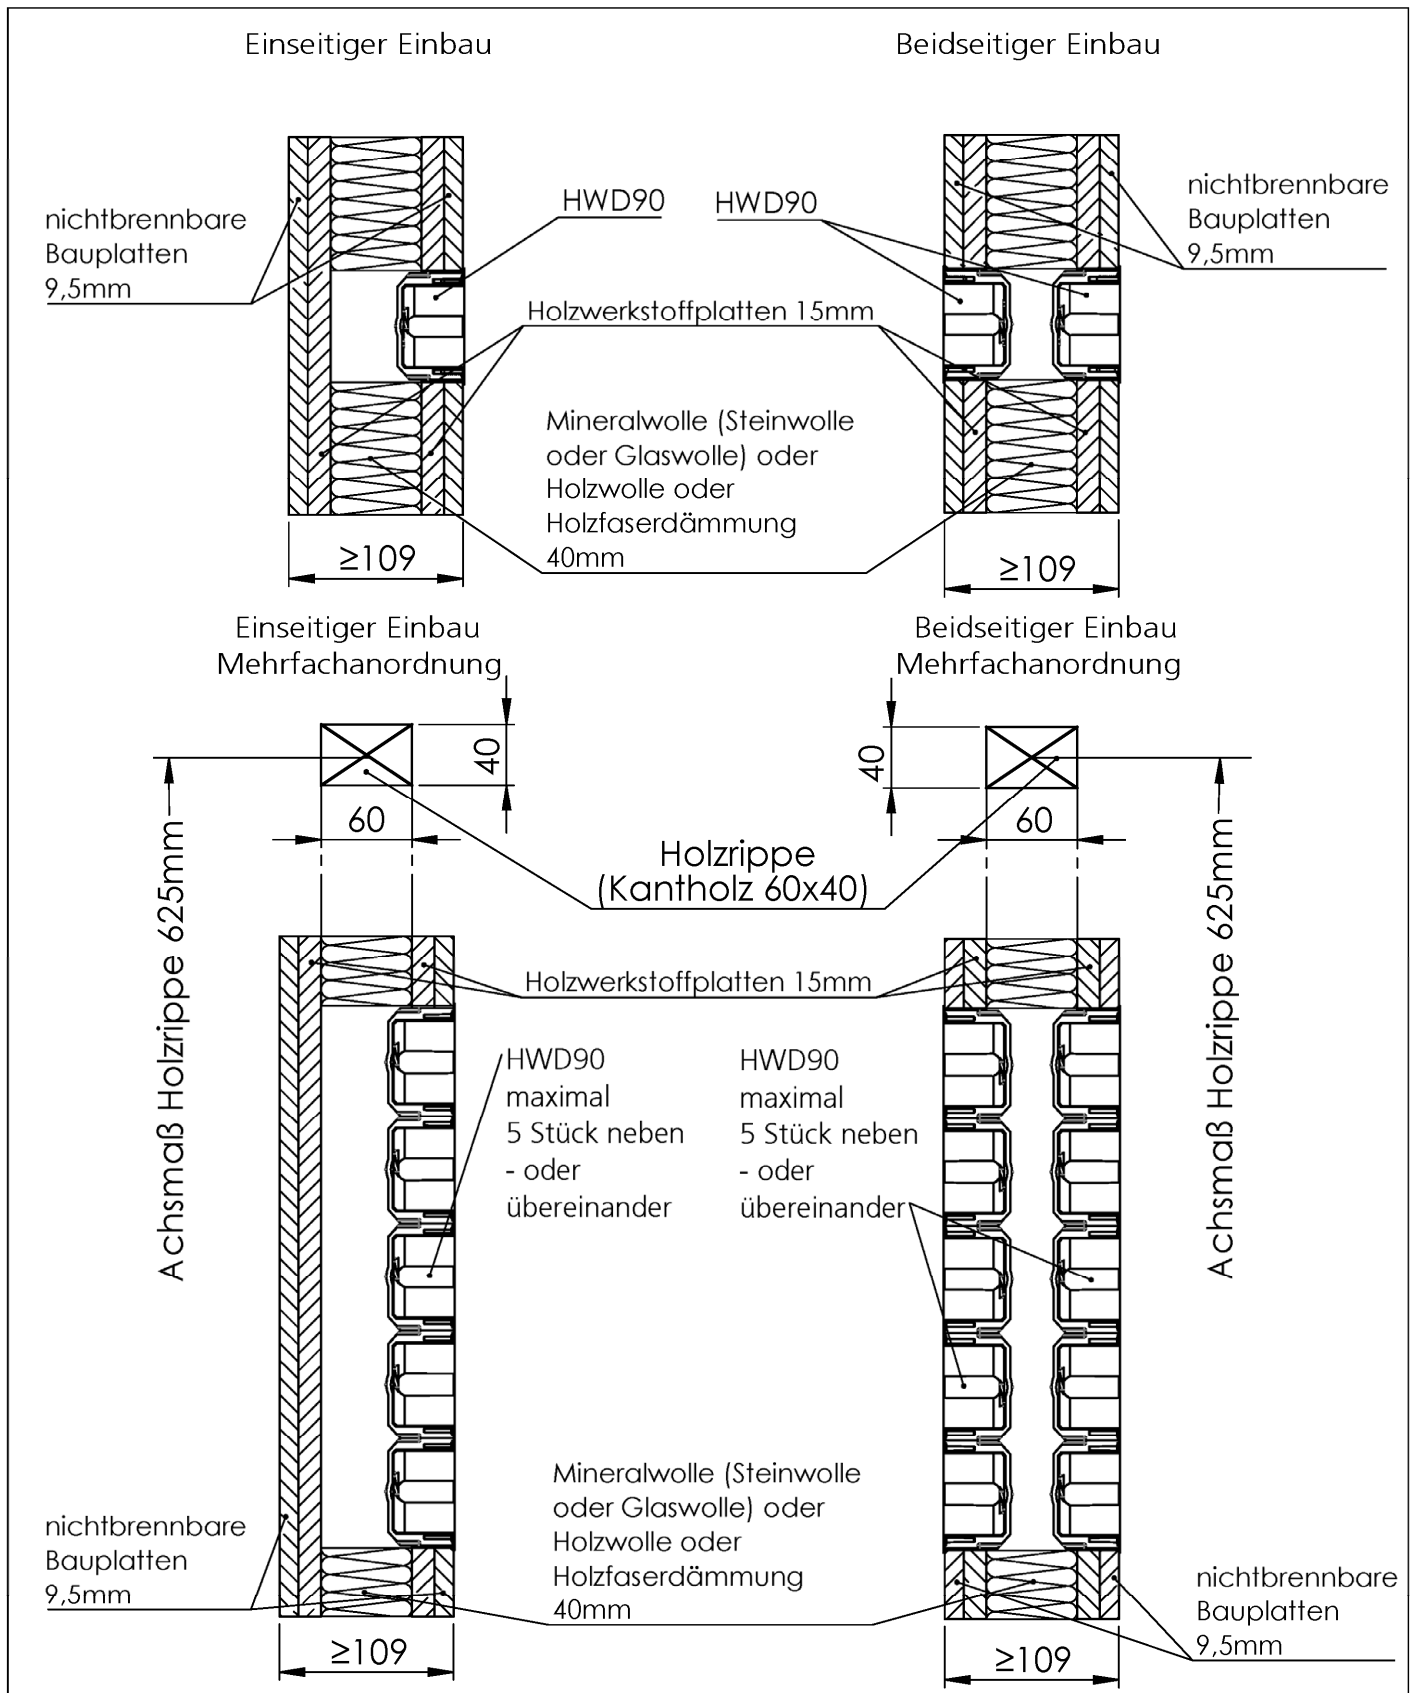 Einseitiger Einbau
Beidseitiger Einbau
nichtbrennbare
Bauplatten
9,5mm
HWD90
HWD90
nichtbrennbare
Bauplatten
9,5mm
Holzwerkstoffplatten 15mm
Mineralwolle (Steinwolle
oder Glaswolle) oder
Holzwolle oder
Holzfaserdämmung
40mm
≥109
≥109
Einseitiger Einbau
Mehrfachanordnung
Beidseitiger Einbau
Mehrfachanordnung
40
60
40
60
Holzrippe
(Kantholz 60x40)
Achsmaß Holzrippe 625mm
Achsmaß Holzrippe 625mm
Holzwerkstoffplatten 15mm
HWD90
maximal
5 Stück neben
- oder
übereinander
HWD90
maximal
5 Stück neben
- oder
übereinander
nichtbrennbare
Bauplatten
9,5mm
Mineralwolle (Steinwolle
oder Glaswolle) oder
Holzwolle oder
Holzfaserdämmung
40mm
nichtbrennbare
Bauplatten
9,5mm
≥109
≥109